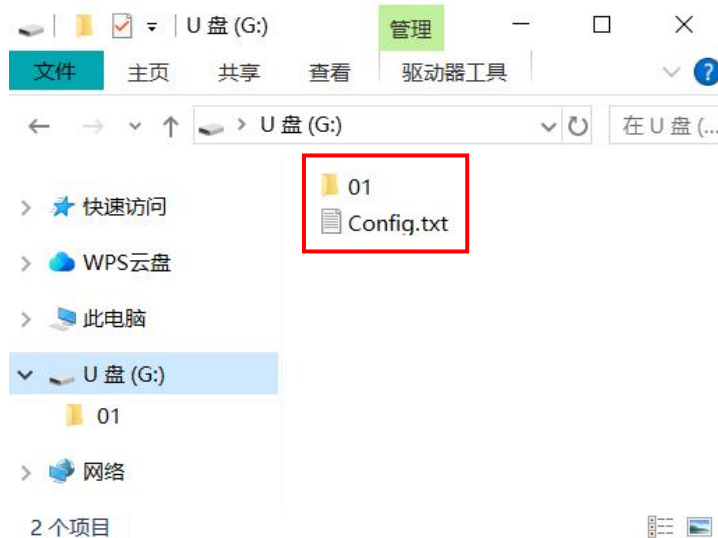 U 盘 (G:)
管理
文件
主页
共享
查看
驱动器工具
?
U 盘 (G:)
在 U 盘 (...
快速访问
WPS云盘
此电脑
U 盘 (G:)
01
网络
01
Config.txt
2 个项目